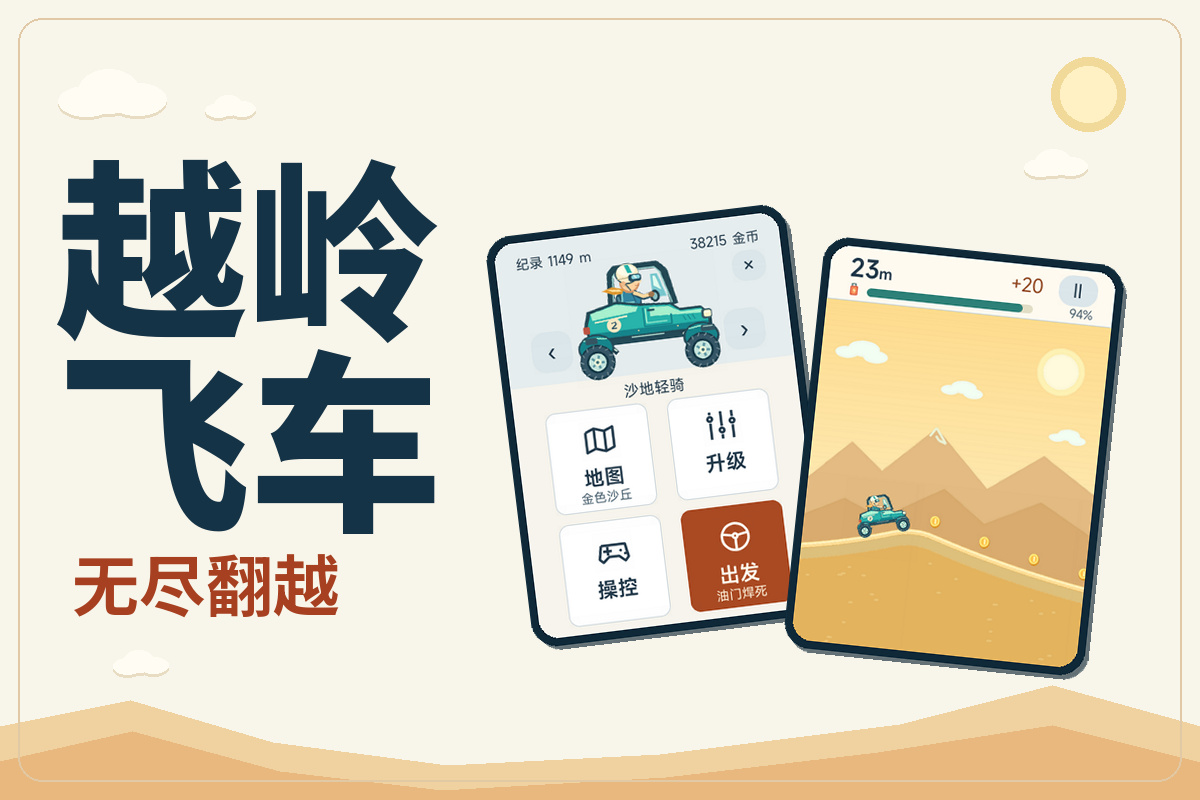 越岭
飞车
无尽翻越
纪录 1149 m
38215 金币
2
沙地轻骑
地图
金色沙丘
升级
操控
出发
油门焊死
23m
+20
94%